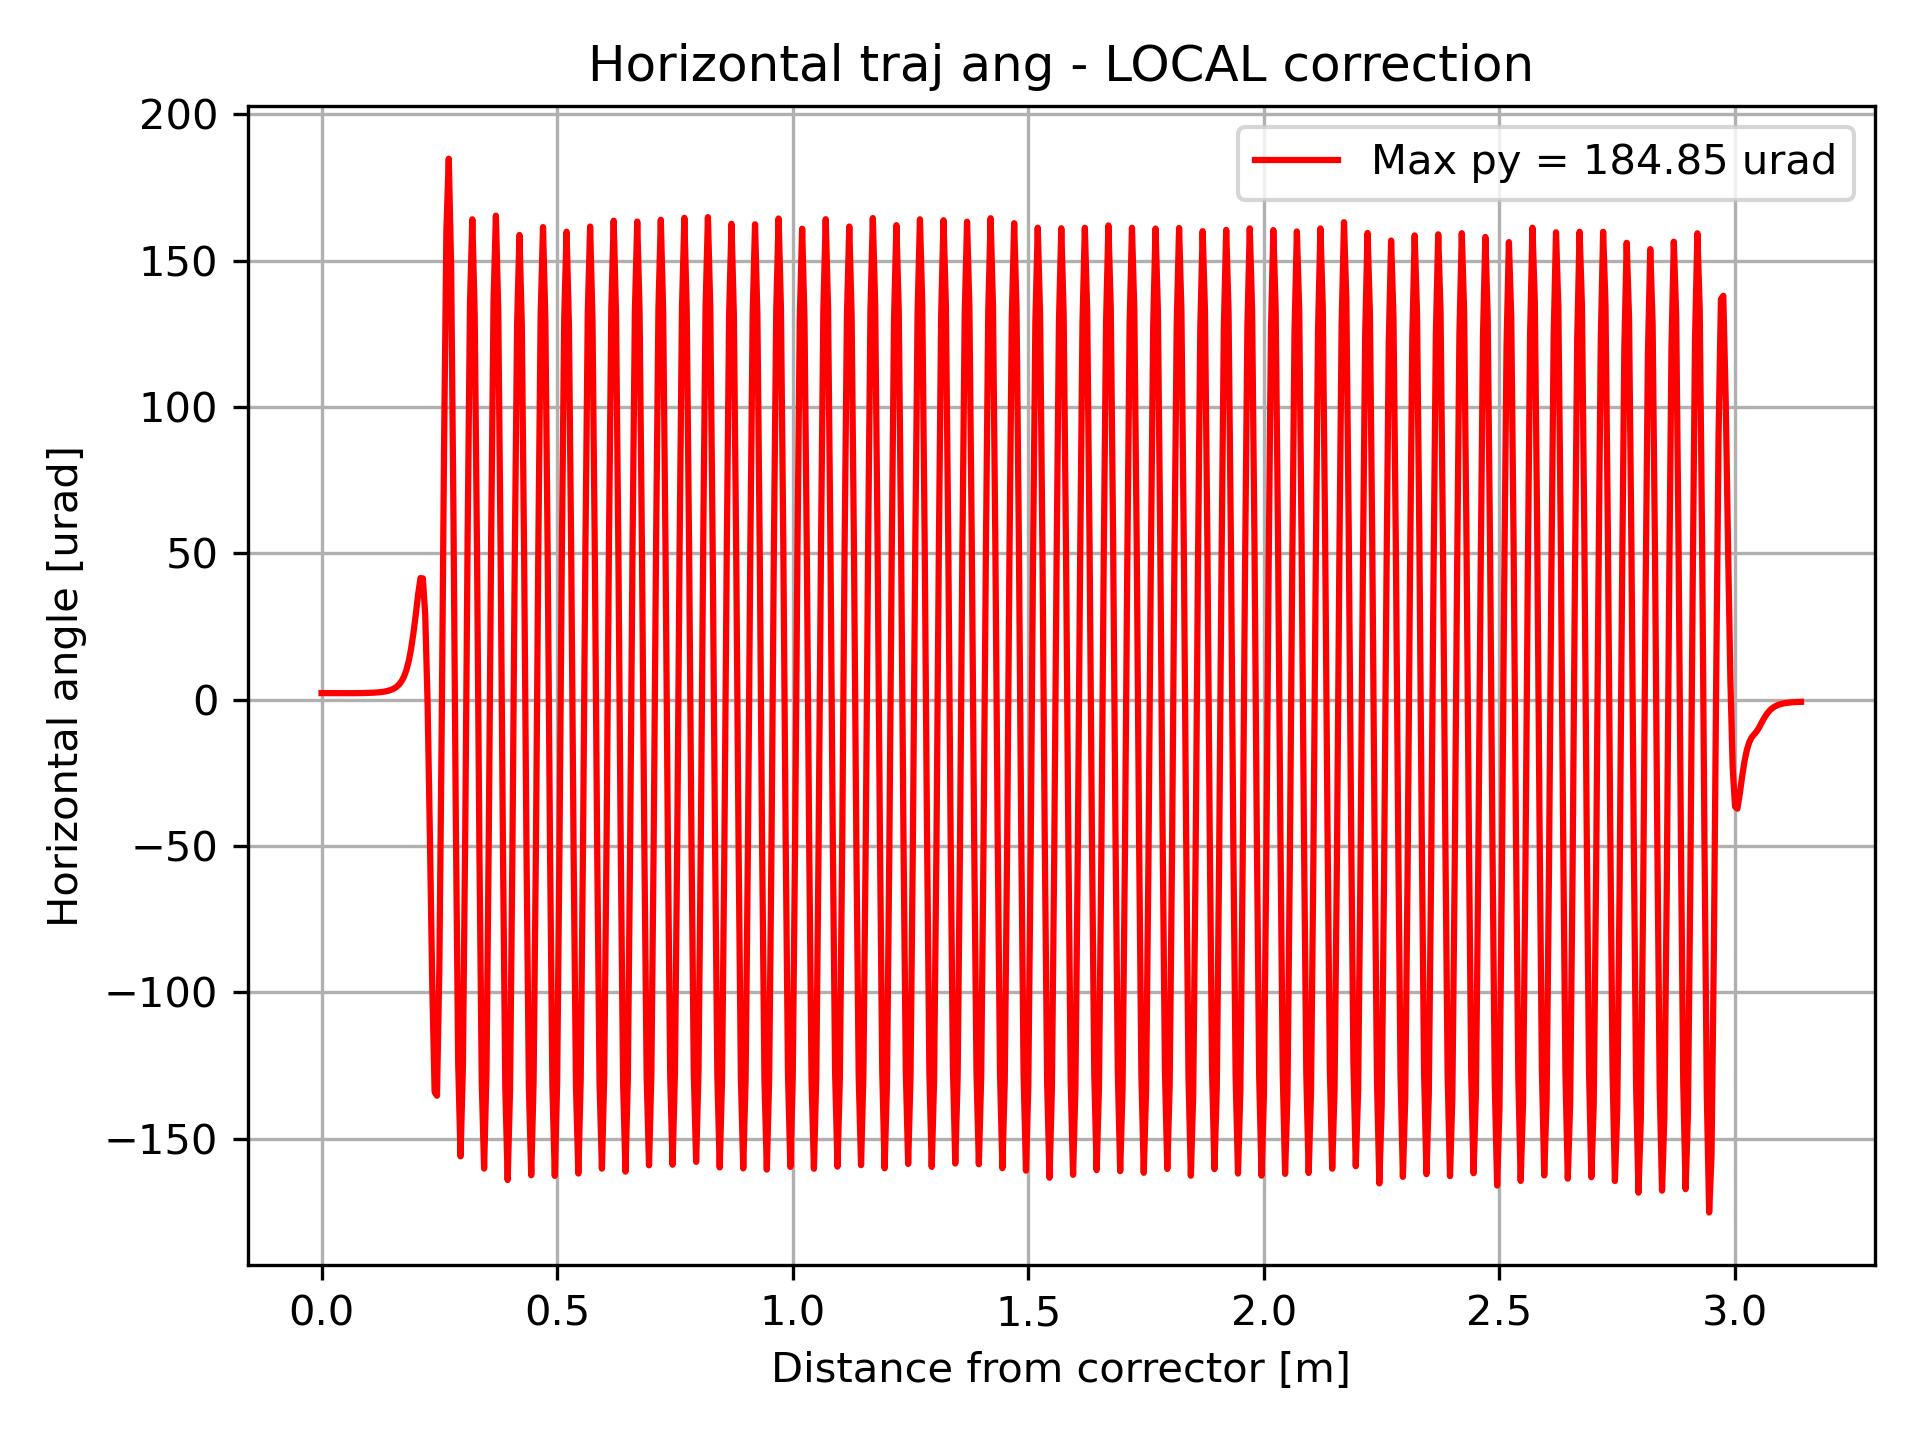 Horizontal traj ang - LOCAL correction
Max py = 184.85 urad
Horizontal angle [urad]
200
150
100
50
0
−50
−100
−150
0.0 0.5 1.0 1.5 2.0 2.5 3.0
Distance from corrector [m]